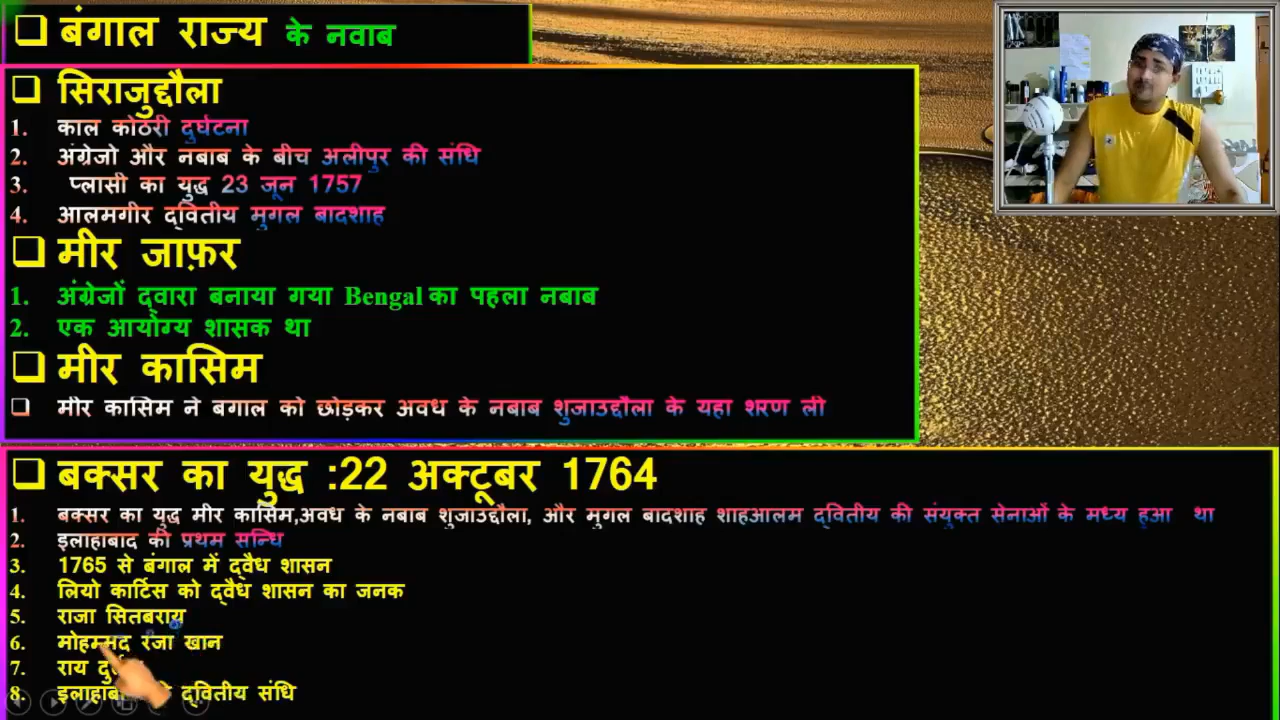 ❑ बंगाल राज्य के नवाब
❑ सिराजुद्दौला
1. काल कोठरी दुर्घटना
2. अंग्रेजो और नबाब के बीच अलीपुर की संधि
3. प्लासी का युद्ध 23 जून 1757
4. आलमगीर द्वितीय मुगल बादशाह
❑ मीर जाफ़र
1. अंग्रेजों द्वारा बनाया गया Bengal का पहला नबाब
2. एक आयोग्य शासक था
❑ मीर कासिम
❑ मीर कासिम ने बगाल को छोड़कर अवध के नबाब शुजाउद्दौला के यहा शरण ली
❑ बक्सर का युद्ध :22 अक्टूबर 1764
1. बक्सर का युद्ध मीर कासिम,अवध के नबाब शुजाउद्दौला, और मुगल बादशाह शाहआलम द्वितीय की संयुक्त सेनाओं के मध्य हुआ था
2. इलाहाबाद की प्रथम सन्धि
3. 1765 से बंगाल में द्वैध शासन
4. लियो कार्टिस को द्वैध शासन का जनक
5. राजा सितबराय
6. मोहम्मद रजा खान
7. राय
8. द्वितीय संधि